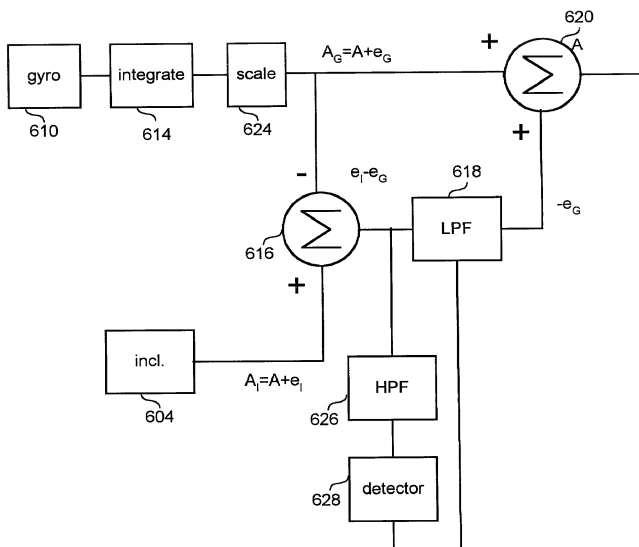 620
A_G=A+e_G
+
A
gyro
integrate
scale
610
614
624
+
-
e_I-e_G
618
-e_G
616
LPF
+
incl.
A_I=A+e_I
604
HPF
626
detector
628